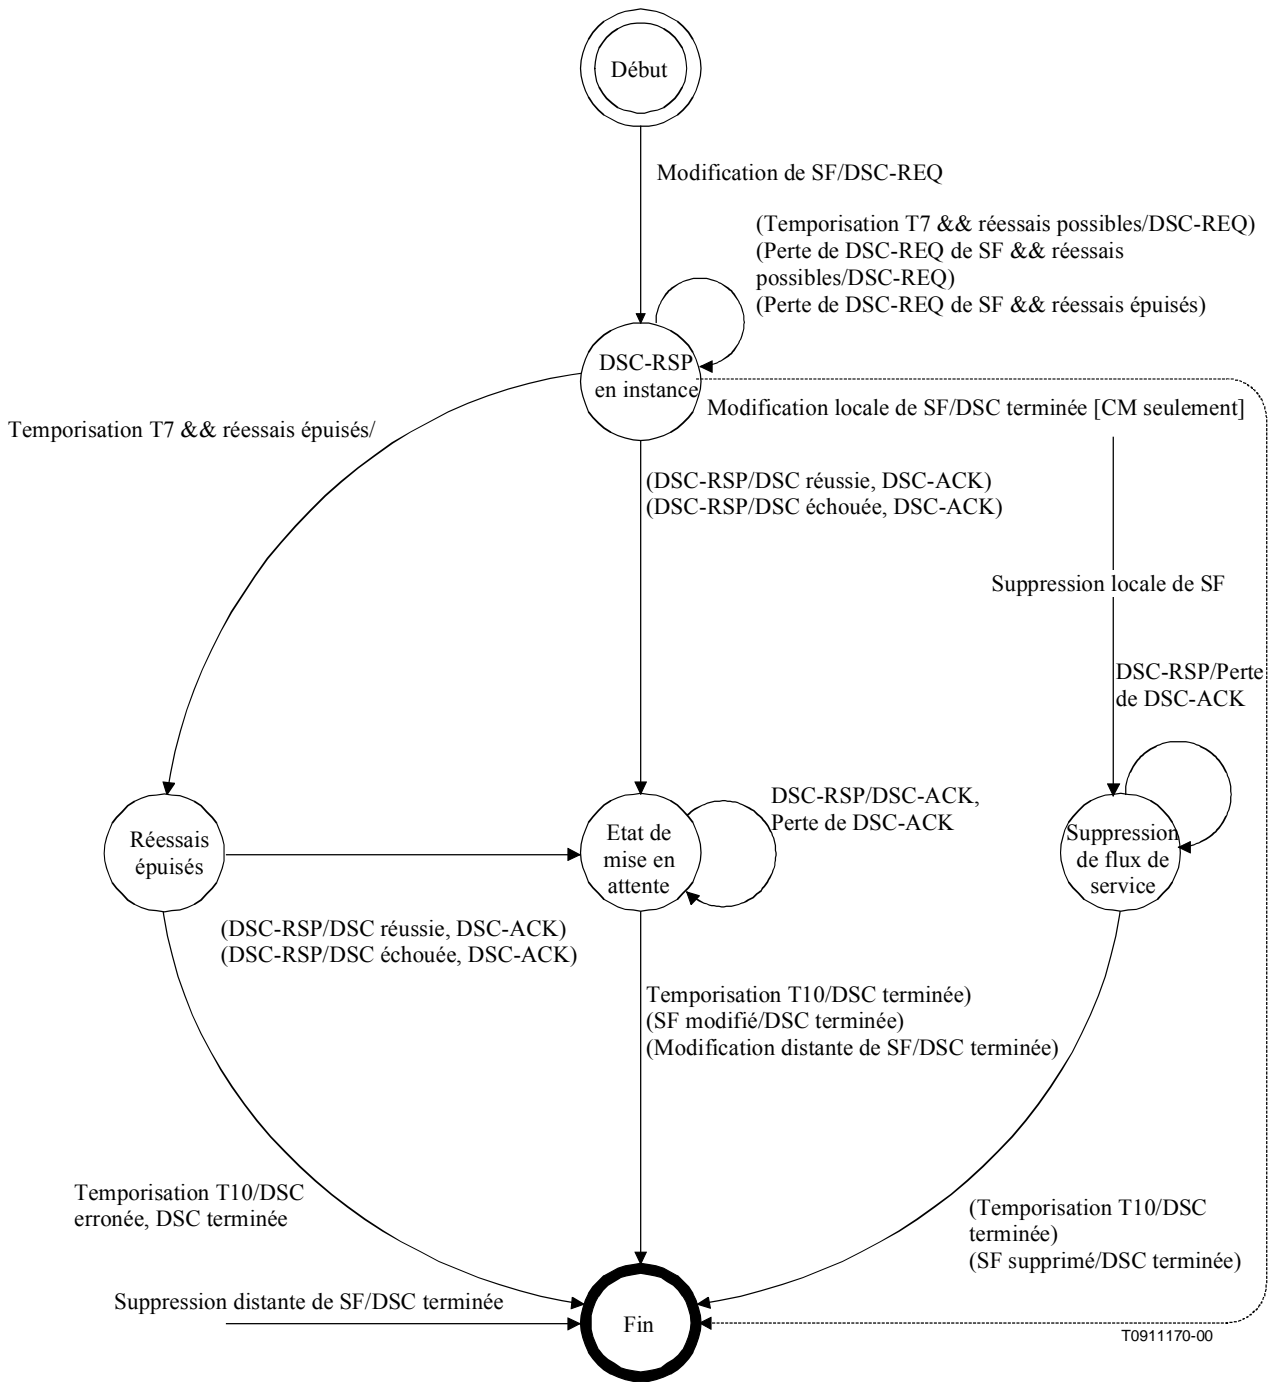 Début
Modification de SF/DSC-REQ
(Temporisation T7 && réessais possibles/DSC-REQ)
(Perte de DSC-REQ de SF && réessais
possibles/DSC-REQ)
(Perte de DSC-REQ de SF && réessais épuisés)
DSC-RSP
en instance
Modification locale de SF/DSC terminée [CM seulement]
Temporisation T7 && réessais épuisés/
(DSC-RSP/DSC réussie, DSC-ACK)
(DSC-RSP/DSC échouée, DSC-ACK)
Suppression locale de SF
DSC-RSP/Perte
de DSC-ACK
DSC-RSP/DSC-ACK,
Perte de DSC-ACK
Réessais
épuisés
Etat de
mise en
attente
Suppression
de flux de
service
(DSC-RSP/DSC réussie, DSC-ACK)
(DSC-RSP/DSC échouée, DSC-ACK)
Temporisation T10/DSC terminée)
(SF modifié/DSC terminée)
(Modification distante de SF/DSC terminée)
Temporisation T10/DSC
erronée, DSC terminée
(Temporisation T10/DSC
terminée)
(SF supprimé/DSC terminée)
Suppression distante de SF/DSC terminée
Fin
T0911170-00